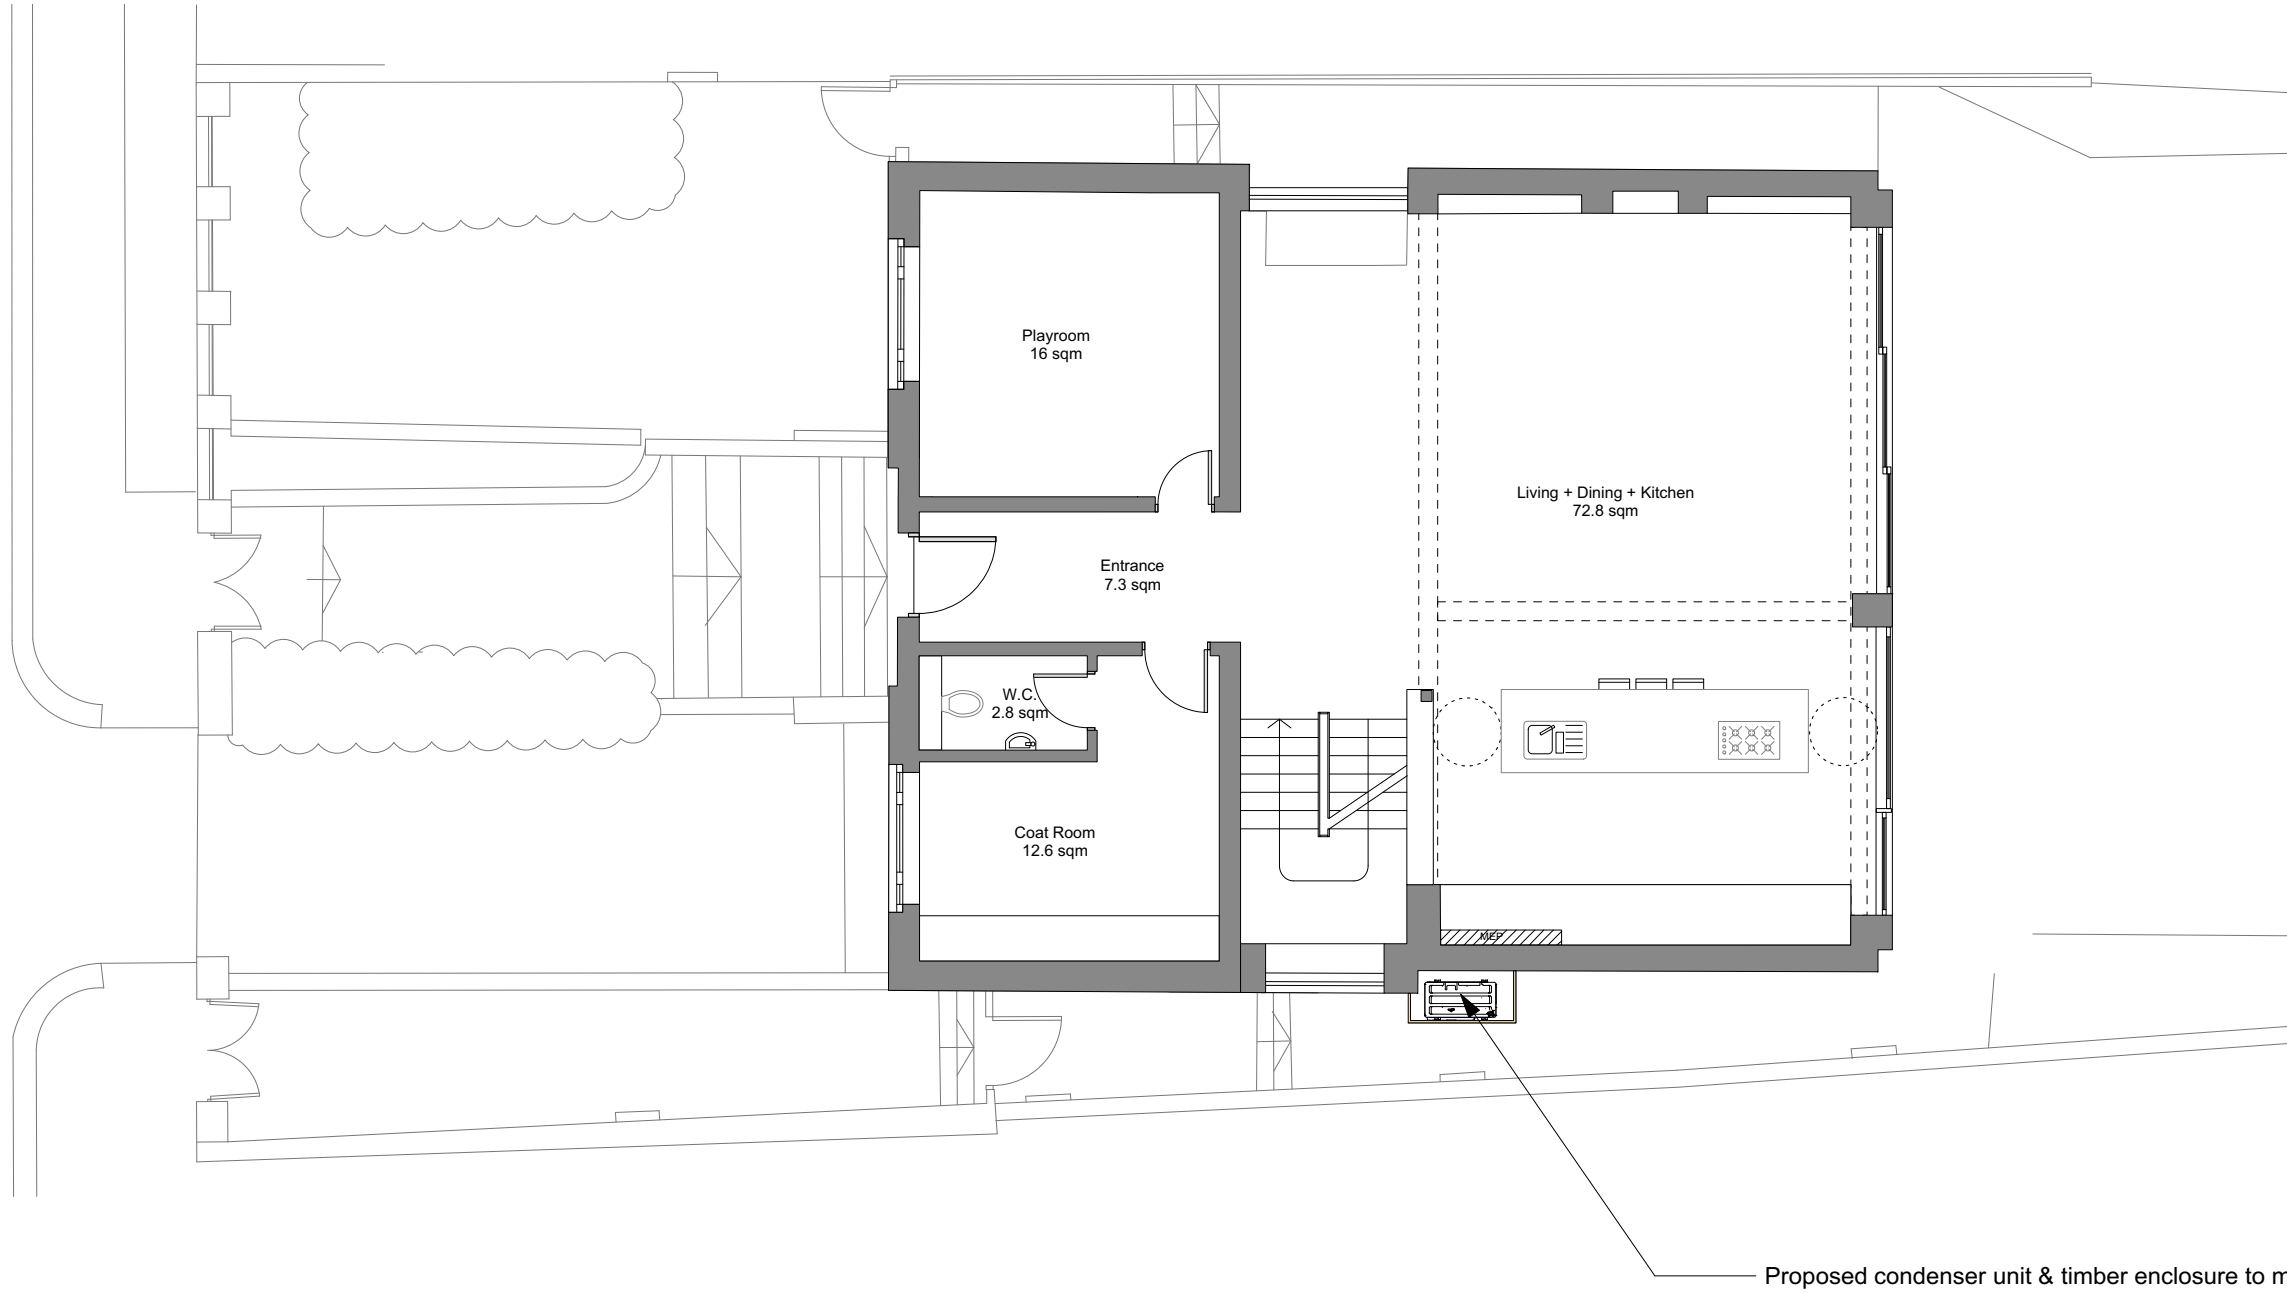 Playroom
16 sqm
Living + Dining + Kitchen
72.8 sqm
Entrance
7.3 sqm
W.C.
2.8 sqm
Coat Room
12.6 sqm
MEP
Proposed condenser unit & timber enclosure to m